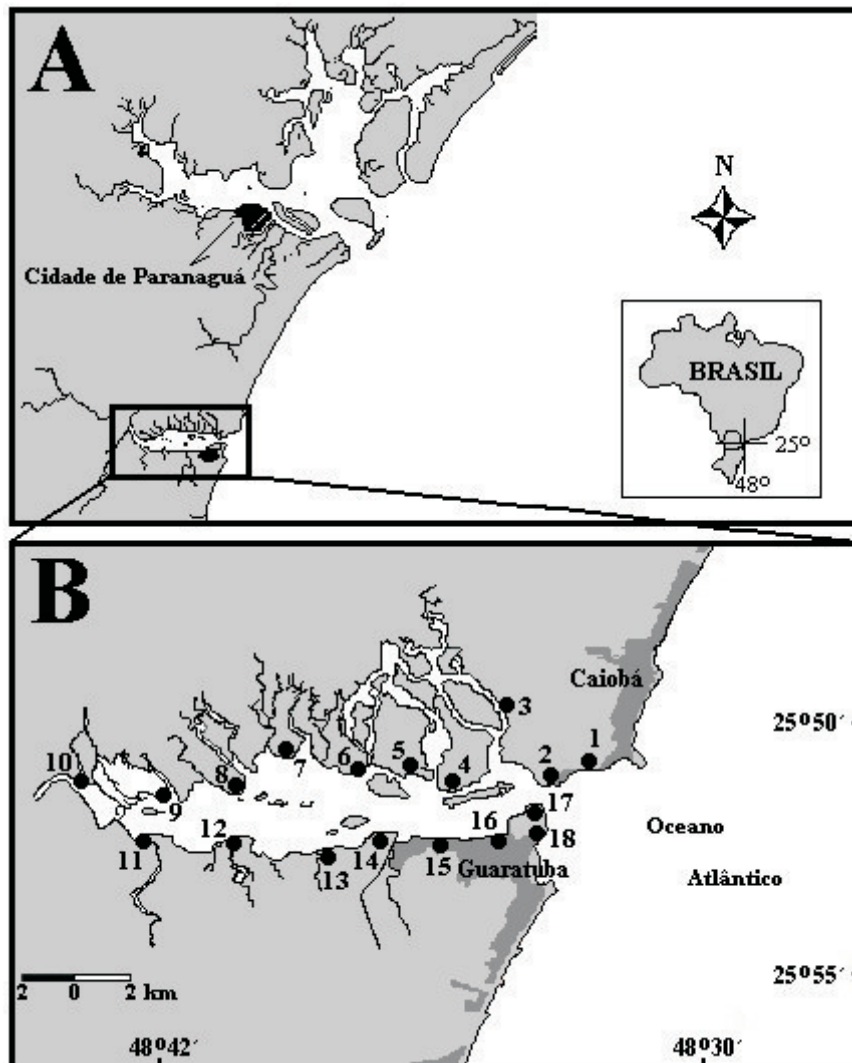 A
N
Cidade de Paranaguá
BRASIL
25º
48º
B
Caiobá
3
25º50´
10
8
7
6
5
4
2
1
9
17
11
12
13
14
15
16
18
Oceano
Guaratuba
Atlântico
2 0 2 km
25º55´
48º42´
48º30´